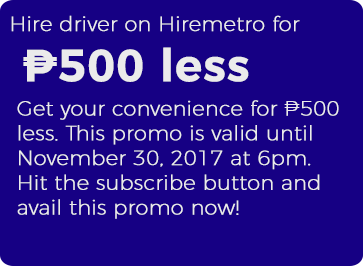 Hire driver on Hiremetro for
₱500 less
Get your convenience for ₱500
less. This promo is valid until
November 30, 2017 at 6pm.
Hit the subscribe button and
avail this promo now!